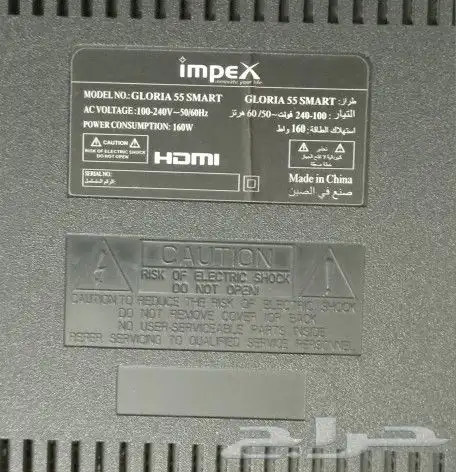 impex
innovate your life
MODEL NO.: GLORIA 55 SMART
AC VOLTAGE: 100-240V~50/60Hz
POWER CONSUMPTION: 160W
طراز: GLORIA 55 SMART
التيار: 100-240 فولت~50/60 هرتز
استهلاك الطاقة: 160 واط
CAUTION
RISK OF ELECTRIC SHOCK
DO NOT OPEN
HDMI
تحذير
Made in China
صنع في الصين
SERIAL NO:
الرقم المتسلسل:
CAUTION
RISK OF ELECTRIC SHOCK
DO NOT OPEN!
CAUTION TO REDUCE THE RISK OF ELECTRIC SHOCK
DO NOT REMOVE COVER (OR BACK)
NO USER-SERVICEABLE PARTS INSIDE
REFER SERVICING TO QUALIFIED SERVICE PERSONNEL
حراج